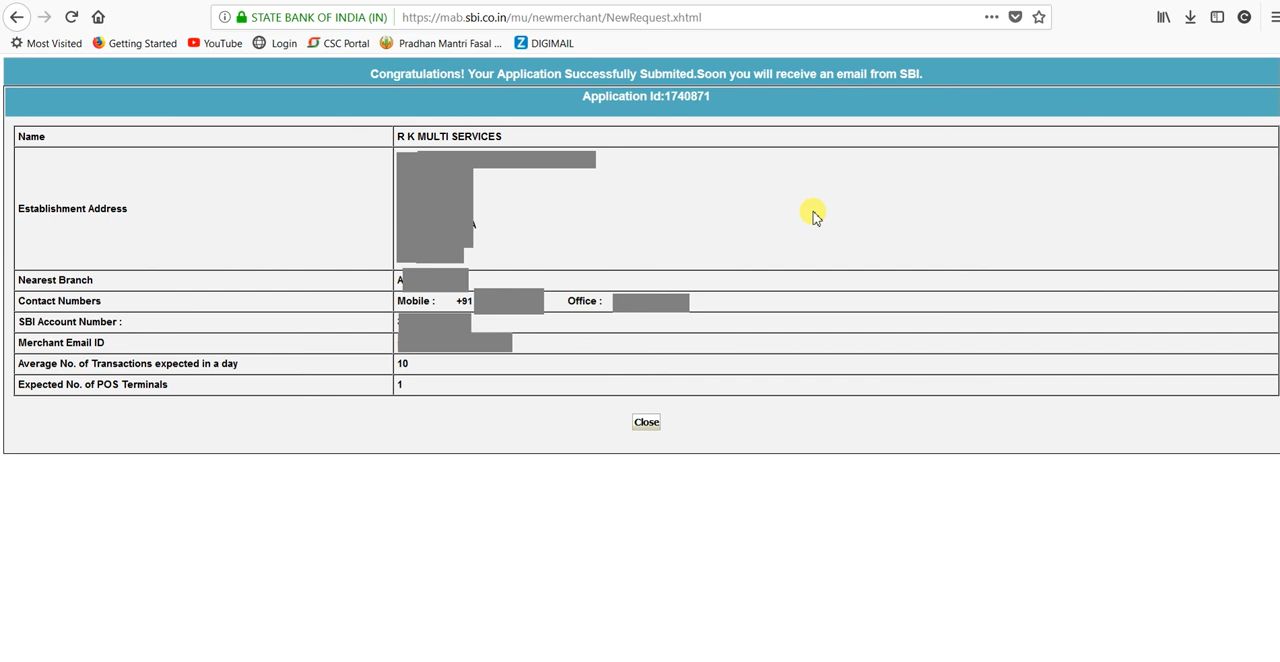 STATE BANK OF INDIA (IN) https://mab.sbi.co.in/mu/newmerchant/NewRequest.xhtml
Most Visited Getting Started YouTube Login CSC Portal Pradhan Mantri Fasal ... DIGIMAIL
Congratulations! Your Application Successfully Submited.Soon you will receive an email from SBI.
Application Id:1740871
Name R K MULTI SERVICES
Establishment Address
A
Nearest Branch A
Contact Numbers Mobile : +91 Office :
SBI Account Number :
Merchant Email ID
Average No. of Transactions expected in a day 10
Expected No. of POS Terminals 1
Close